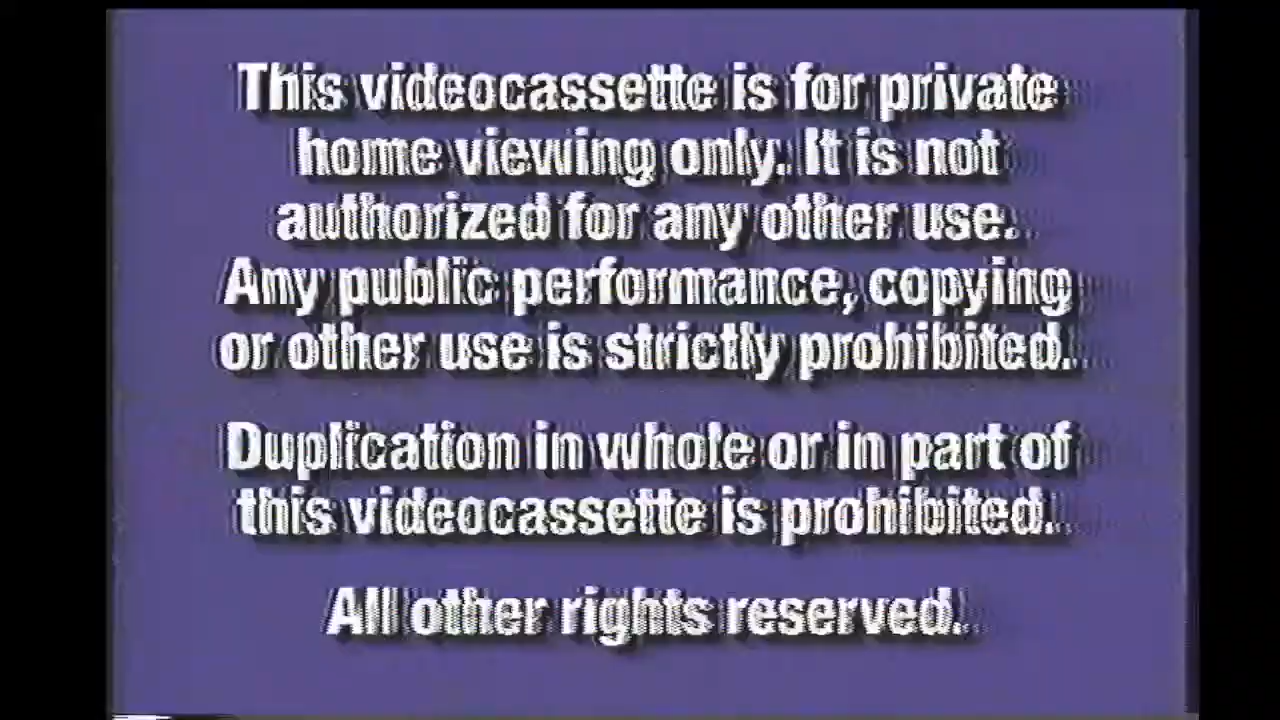 This videocassette is for private
home viewing only. It is not
authorized for any other use.
Any public performance, copying
or other use is strictly prohibited.
Duplication in whole or in part of
this videocassette is prohibited.
All other rights reserved.